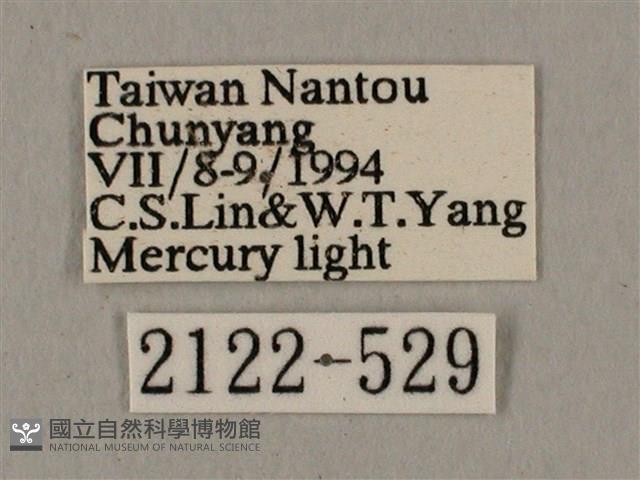 Taiwan Nantou
Chunyang
VII/8-9,/1994
C.S.Lin&W.T.Yang
Mercury light
2122-529
國立自然科學博物館
NATIONAL MUSEUM OF NATURAL SCIENCE